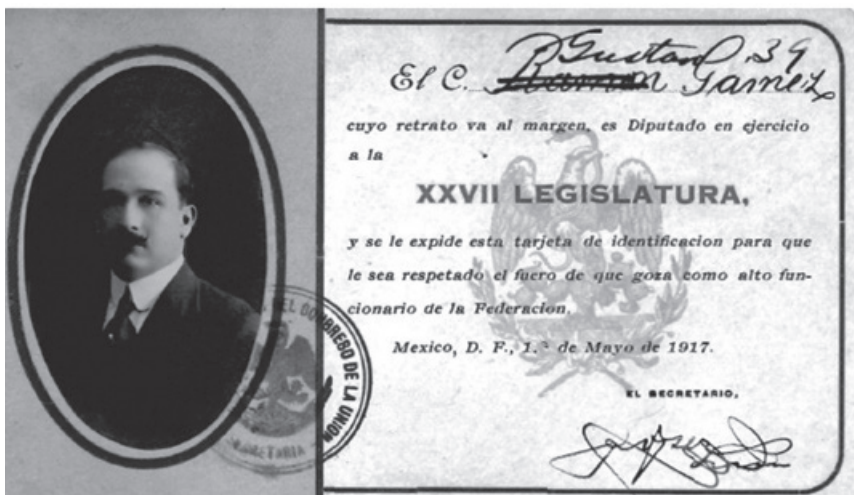 Gustavo 39
El C. Ramon Gamez
cuyo retrato va al margen, es Diputado en ejercicio
a la
XXVII LEGISLATURA,
y se le expide esta tarjeta de identificacion para que
le sea respetado el fuero de que goza como alto fun-
cionario de la Federacion.
Mexico, D. F., 1.º de Mayo de 1917.
EL SECRETARIO,
DE LA UNION